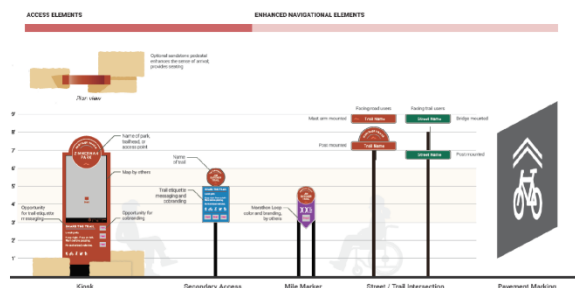 ACCESS ELEMENTS
ENHANCED NAVIGATIONAL ELEMENTS
Optional sandstone pedestal
enhances the sense of arrival,
provides seating
Plan view
Facing road users
Facing trail users
Mast arm mounted
Trail Name
Street Name
Bridge mounted
9'
8'
7'
6'
5'
4'
3'
2'
1'
Name of park,
trailhead, or
access point
PARK
Post mounted
Trail Name
Street Name
Post mounted
Name
of trail
Map by others
Trail etiquette
messaging and
cobranding
Opportunity
for trail etiquette
messaging
Opportunity for
cobranding
SHARE THE TRAIL
Marathon Loop
color and branding,
by others
Kiosk
Secondary Access
Mile Marker
Street / Trail Intersection
Pavement Marking